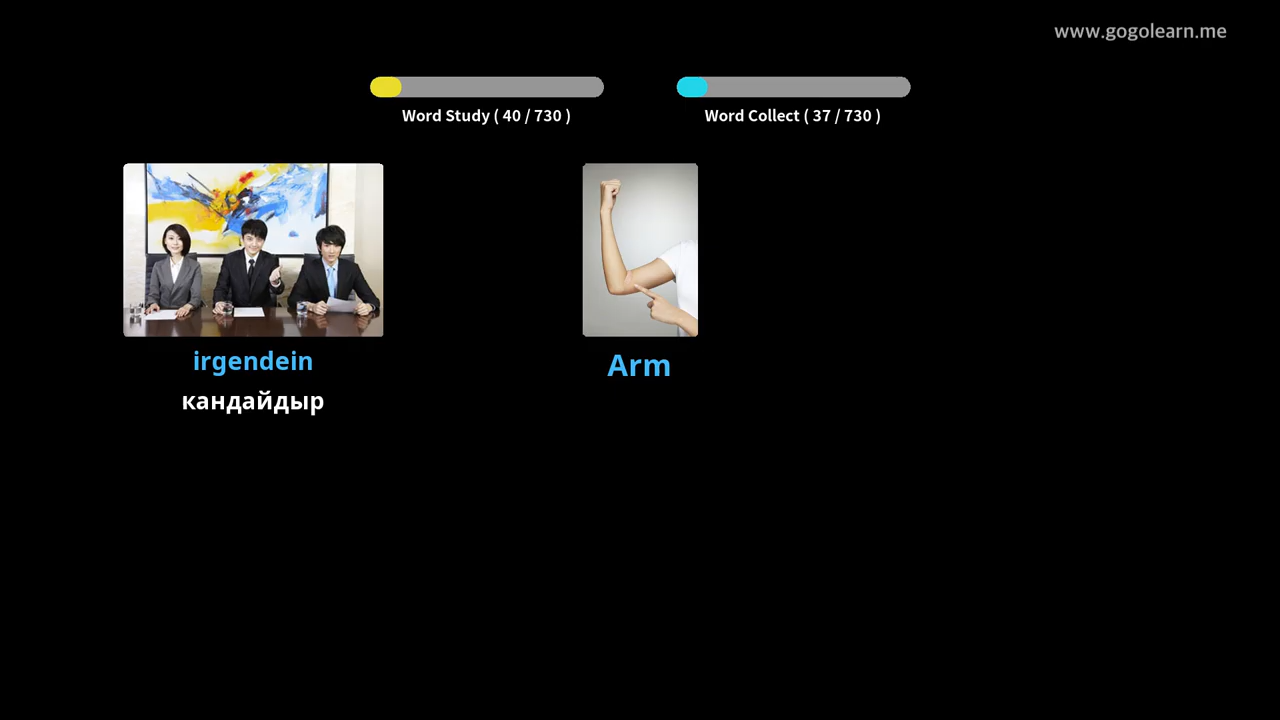 www.gogolearn.me
Word Study ( 40 / 730 )
Word Collect ( 37 / 730 )
irgendein
кандайдыр
Arm